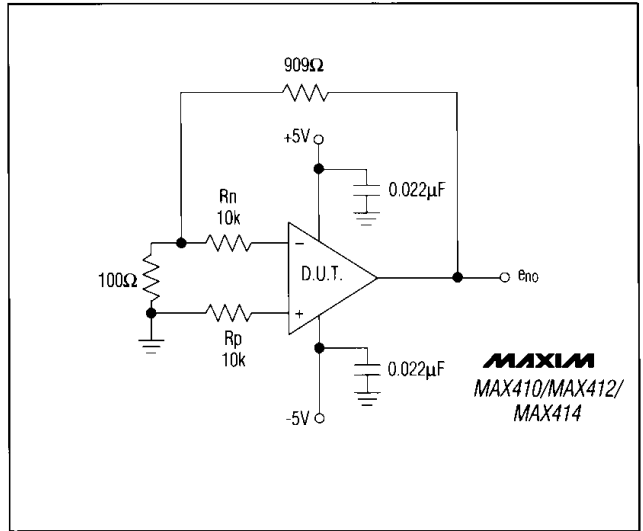 909Ω
+5V
0.022µF
Rn
10k
−
D.U.T.
eno
100Ω
+
Rp
10k
0.022µF
-5V
MAXIM
MAX410/MAX412/
MAX414